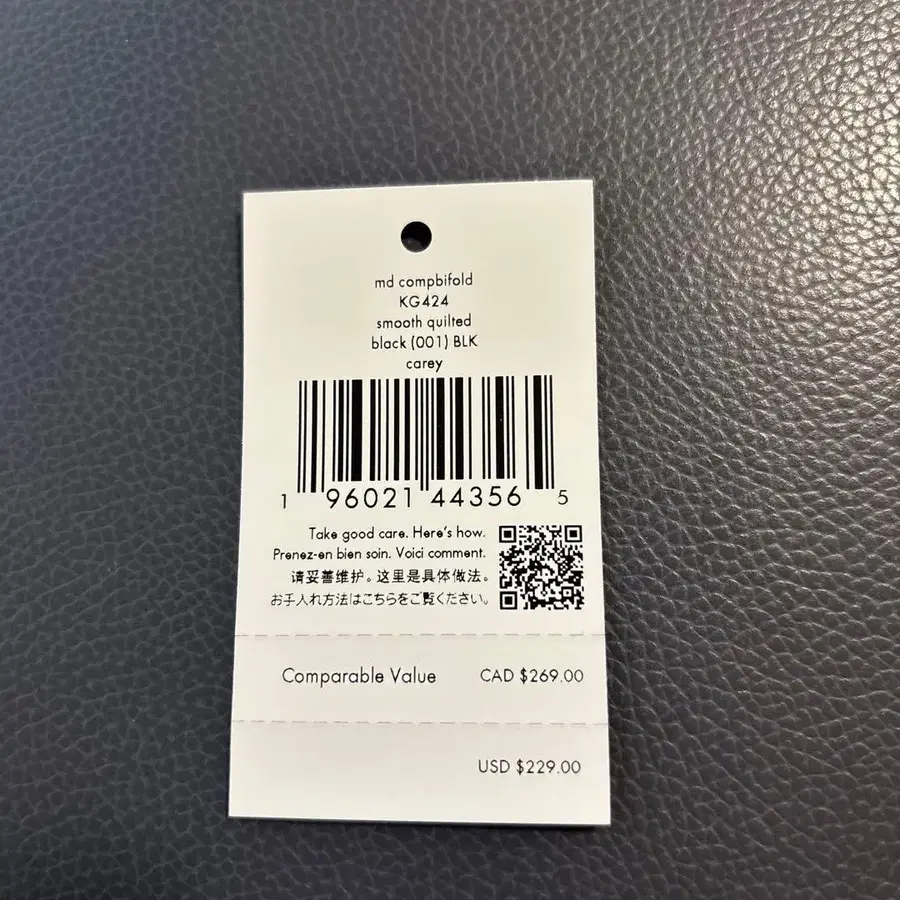 md compbifold
KG424
smooth quilted
black (001) BLK
carey
1 96021 44356 5
Take good care. Here's how.
Prenez-en bien soin. Voici comment.
请妥善维护。这里是具体做法。
お手入れ方法はこちらをご覧ください。
Comparable Value CAD $269.00
USD $229.00